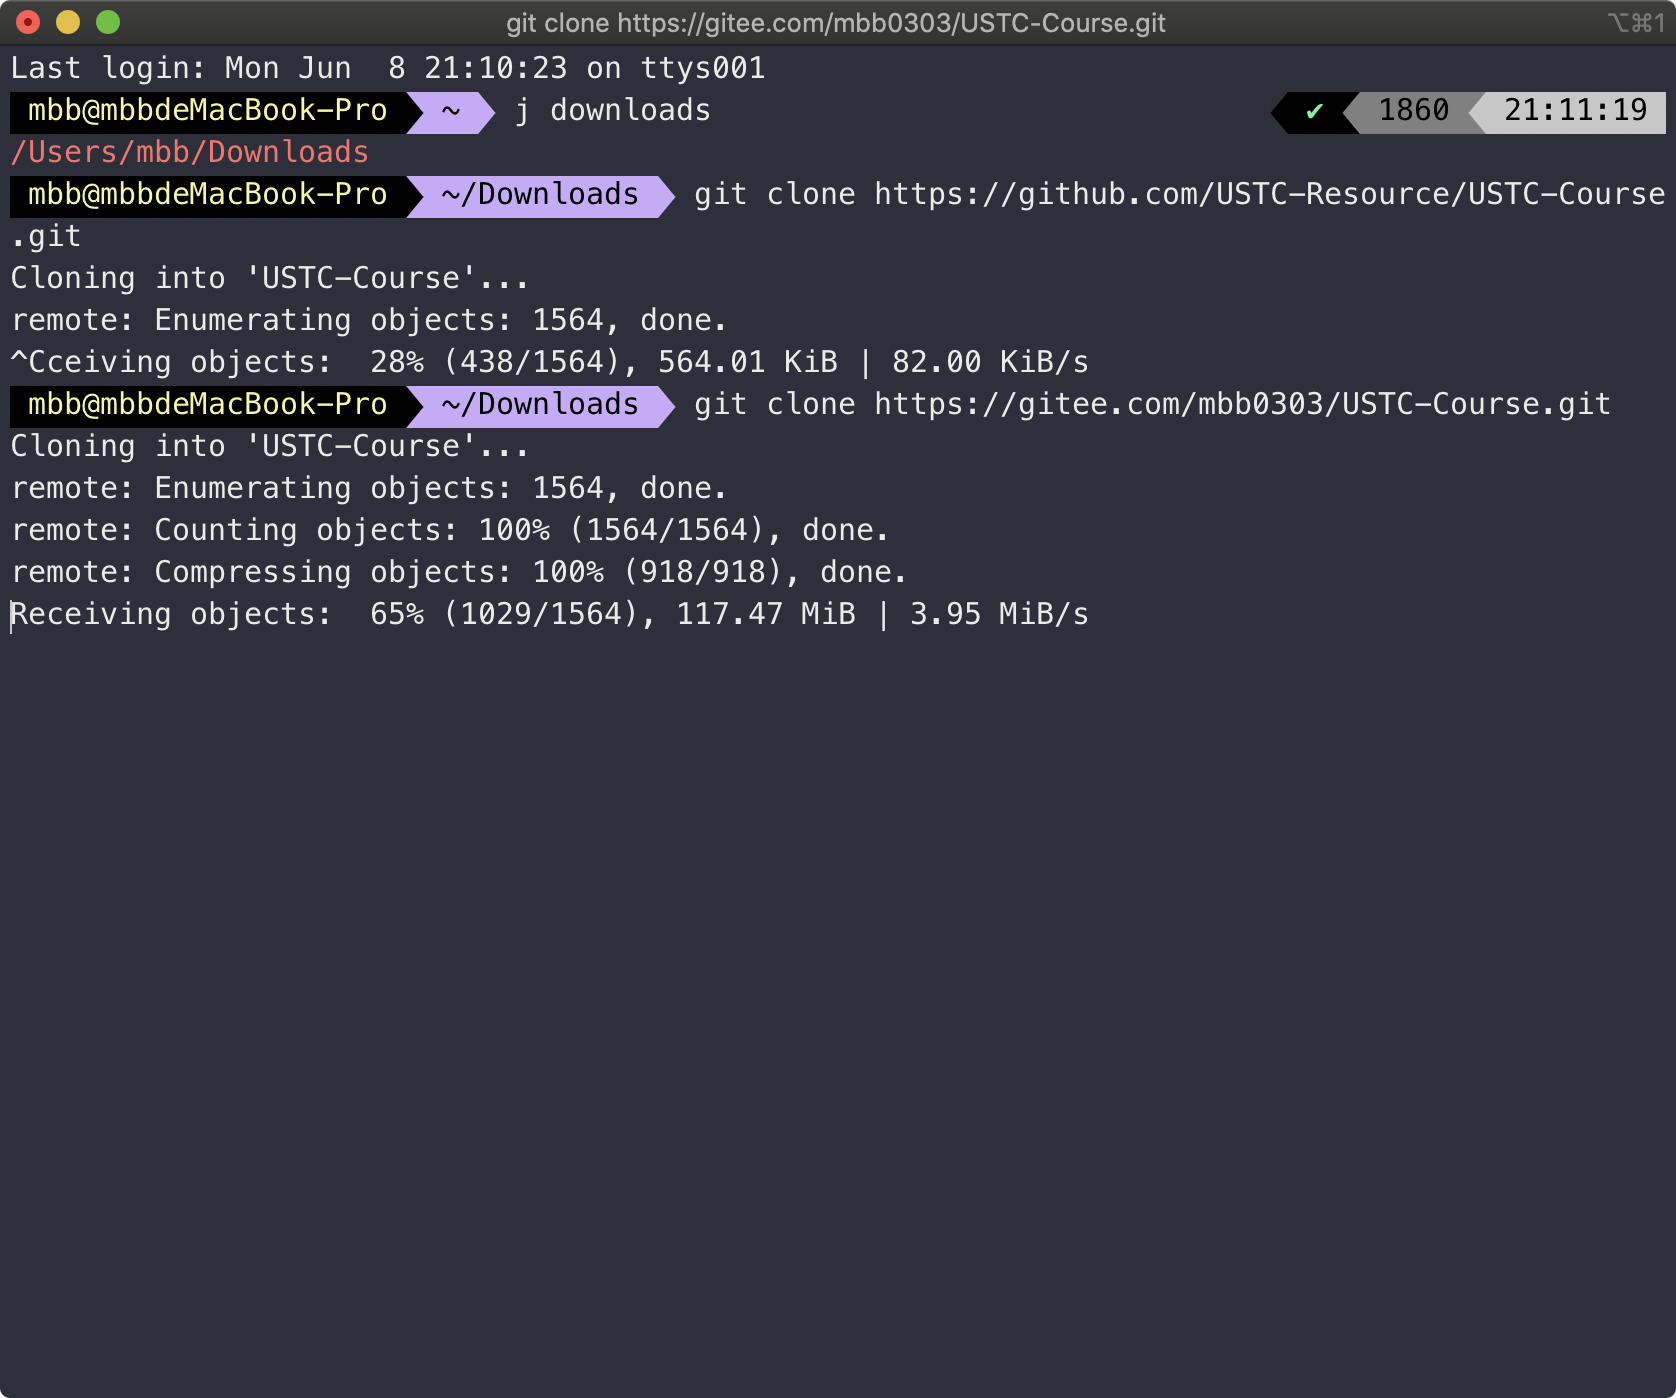 git clone https://gitee.com/mbb0303/USTC-Course.git ⌥⌘1
Last login: Mon Jun  8 21:10:23 on ttys001
mbb@mbbdeMacBook-Pro ~ j downloads ✔ 1860 21:11:19
/Users/mbb/Downloads
mbb@mbbdeMacBook-Pro ~/Downloads git clone https://github.com/USTC-Resource/USTC-Course
.git
Cloning into 'USTC-Course'...
remote: Enumerating objects: 1564, done.
^Cceiving objects:  28% (438/1564), 564.01 KiB | 82.00 KiB/s
mbb@mbbdeMacBook-Pro ~/Downloads git clone https://gitee.com/mbb0303/USTC-Course.git
Cloning into 'USTC-Course'...
remote: Enumerating objects: 1564, done.
remote: Counting objects: 100% (1564/1564), done.
remote: Compressing objects: 100% (918/918), done.
Receiving objects:  65% (1029/1564), 117.47 MiB | 3.95 MiB/s